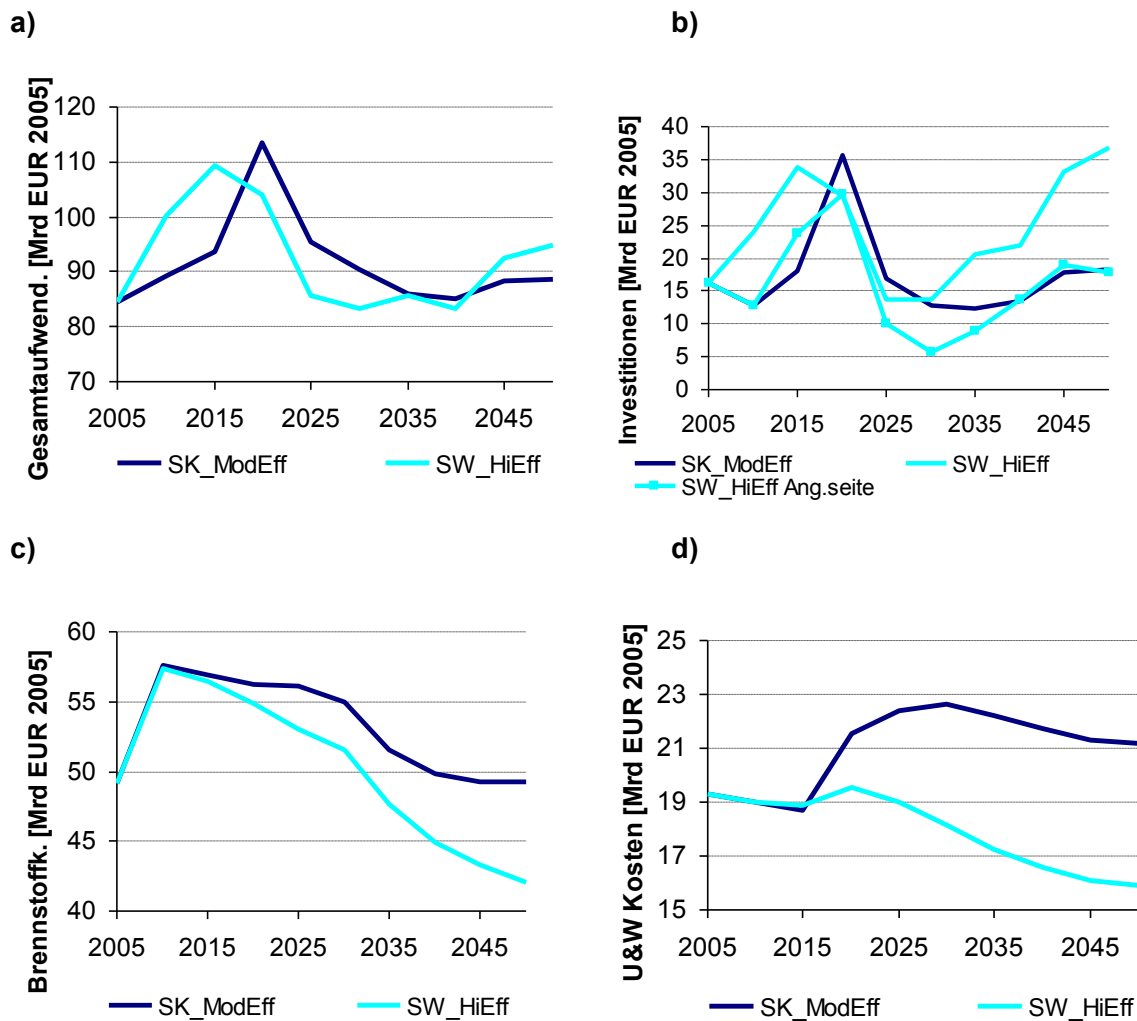 a)
Gesamtaufwend. [Mrd EUR 2005]
120
110
100
90
80
70
2005 2015 2025 2035 2045
SK_ModEff SW_HiEff
b)
Investitionen [Mrd EUR 2005]
40
35
30
25
20
15
10
5
0
2005 2015 2025 2035 2045
SK_ModEff SW_HiEff
SW_HiEff Ang.seite
c)
Brennstoffk. [Mrd EUR 2005]
60
55
50
45
40
2005 2015 2025 2035 2045
SK_ModEff SW_HiEff
d)
U&W Kosten [Mrd EUR 2005]
25
23
21
19
17
15
2005 2015 2025 2035 2045
SK_ModEff SW_HiEff